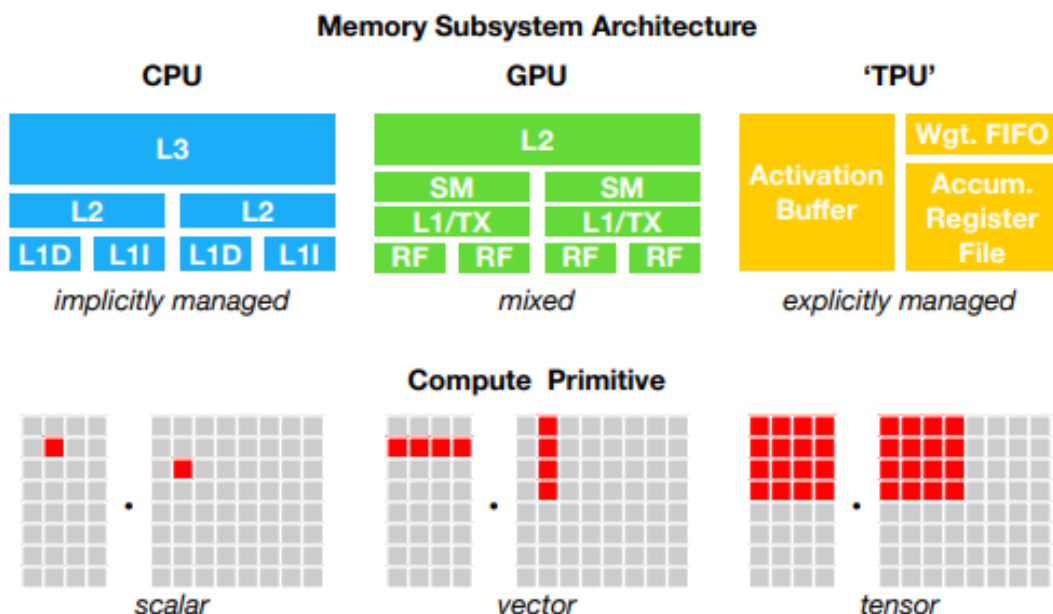 Memory Subsystem Architecture
CPU GPU ‘TPU’
L3
L2 L2
L1D L1I L1D L1I
implicitly managed
L2
SM SM
L1/TX L1/TX
RF RF RF RF
mixed
Activation
Buffer
Wgt. FIFO
Accum.
Register
File
explicitly managed
Compute Primitive
scalar vector tensor